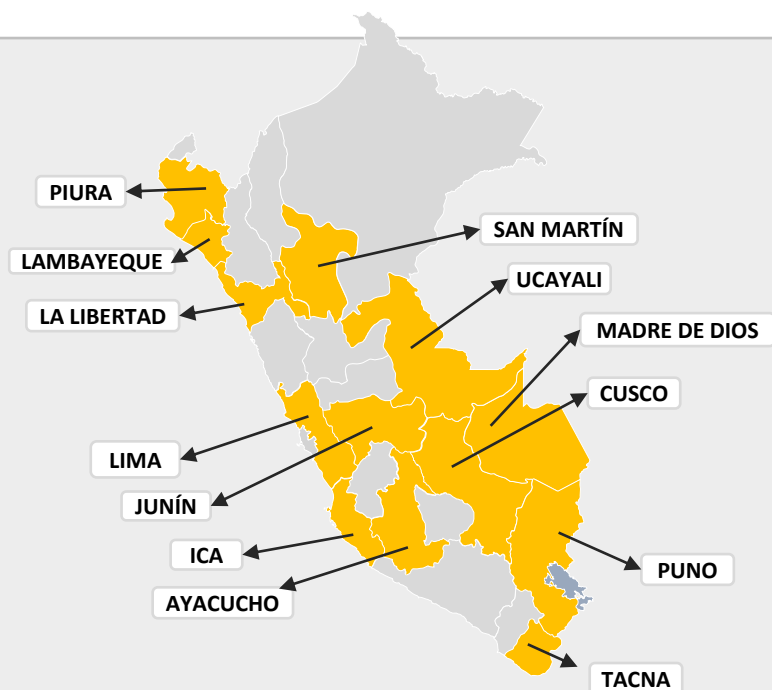 PIURA
SAN MARTÍN
LAMBAYEQUE
UCAYALI
LA LIBERTAD
MADRE DE DIOS
CUSCO
LIMA
JUNÍN
ICA
PUNO
AYACUCHO
TACNA